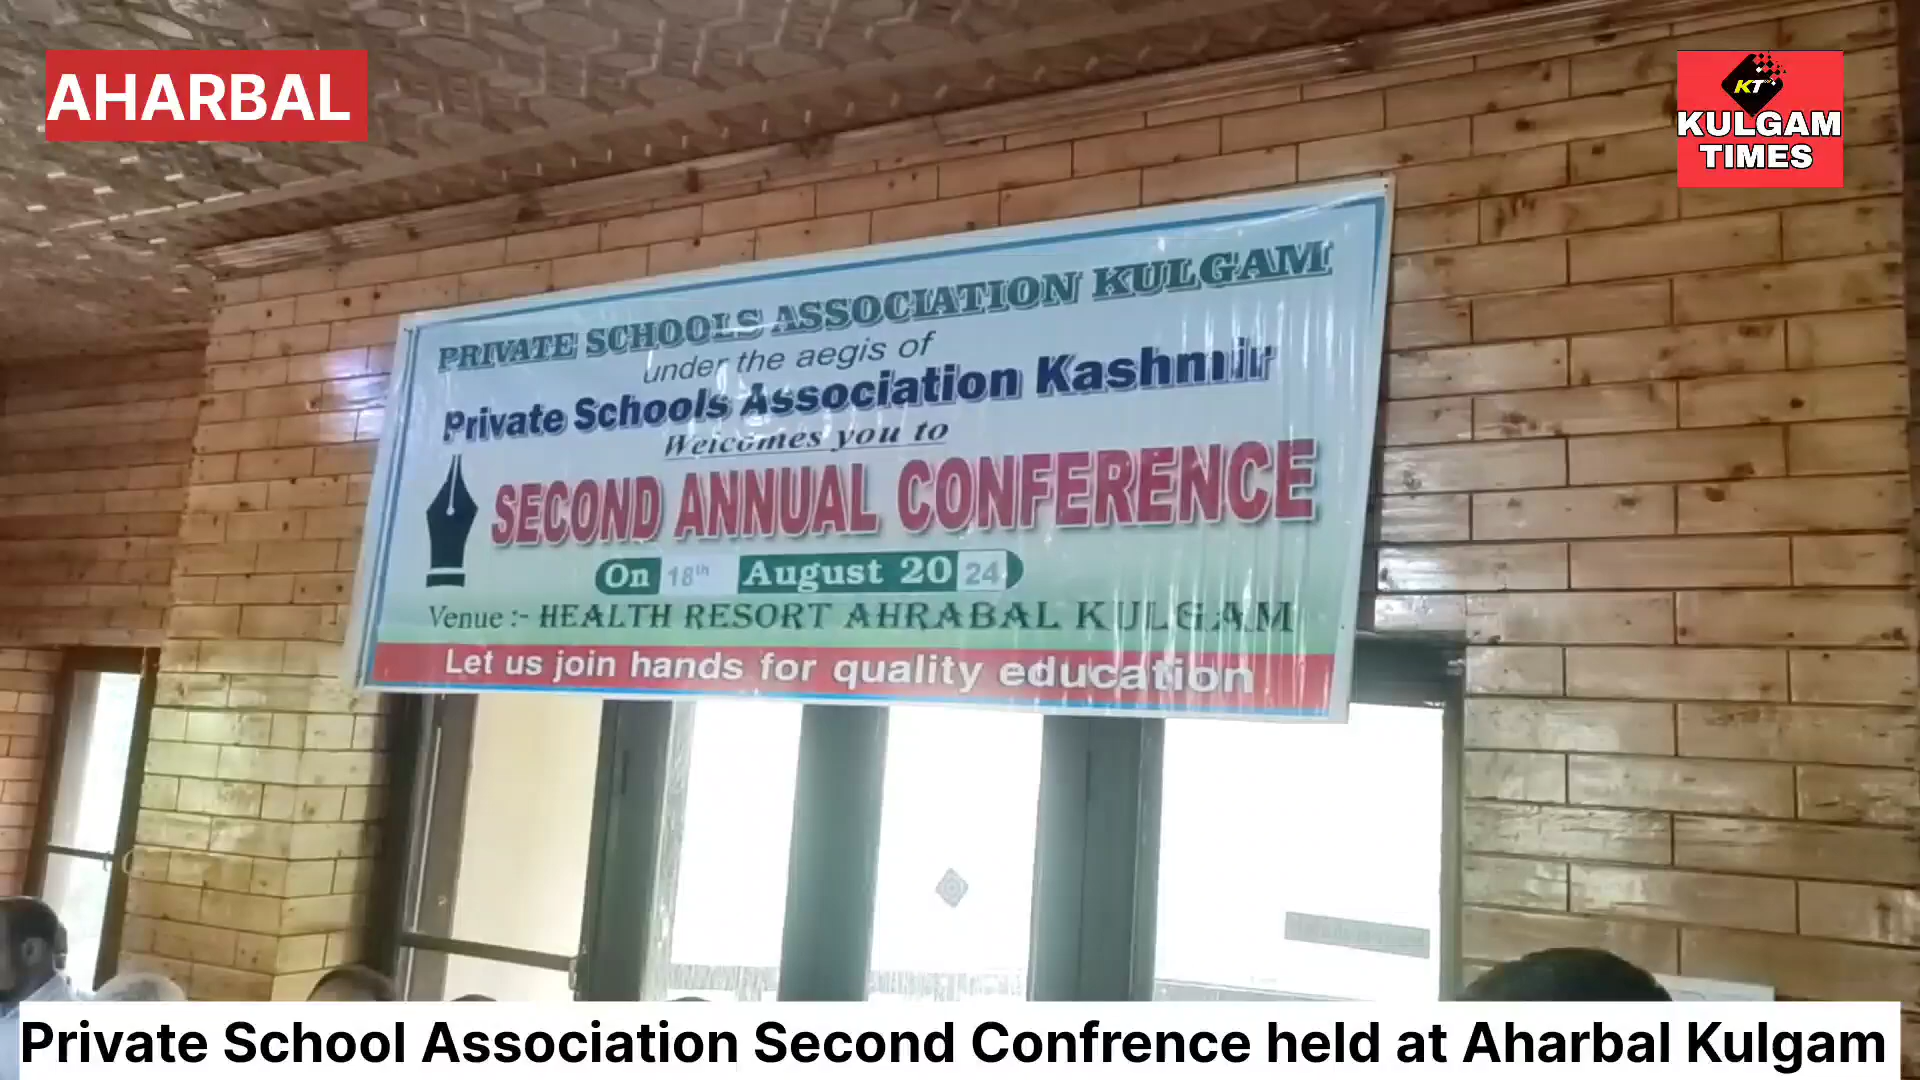 AHARBAL
KT
KULGAM
TIMES
PRIVATE SCHOOLS ASSOCIATION KULGAM
under the aegis of
Private Schools Association Kashmir
Welcomes you to
SECOND ANNUAL CONFERENCE
On 18th August 2024
Venue :- HEALTH RESORT AHRABAL KULGAM
Let us join hands for quality education
Private School Association Second Confrence held at Aharbal Kulgam